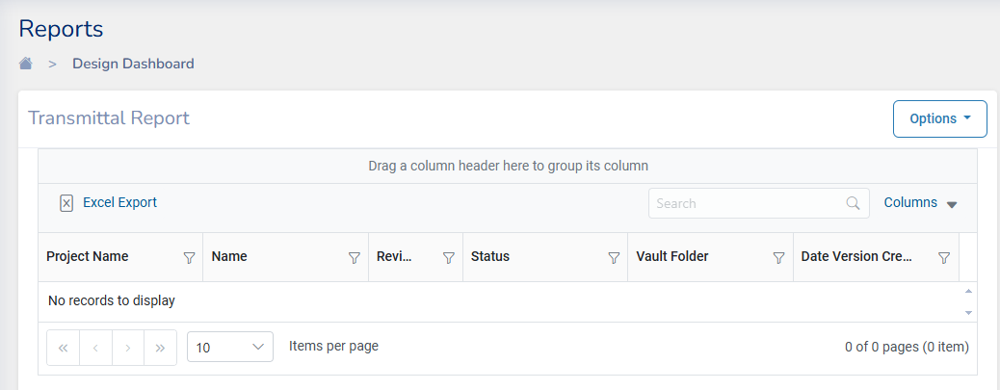 Reports
> Design Dashboard
Transmittal Report
Options
Drag a column header here to group its column
Excel Export
Search
Columns
Project Name Name Revi... Status Vault Folder Date Version Cre...
No records to display
« ‹ › » 10 Items per page 0 of 0 pages (0 item)